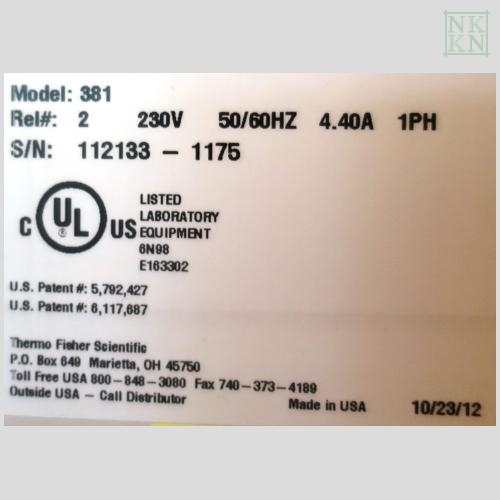 NK
KN
Model: 381
Rel#: 2 230V 50/60HZ 4.40A 1PH
S/N: 112133 - 1175
C UL ® US
LISTED
LABORATORY
EQUIPMENT
6N98
E163302
U.S. Patent #: 5,792,427
U.S. Patent #: 6,117,687
Thermo Fisher Scientific
P.O. Box 649 Marietta, OH 45750
Toll Free USA 800-848-3080 Fax 740-373-4189
Outside USA - Call Distributor Made in USA 10/23/12